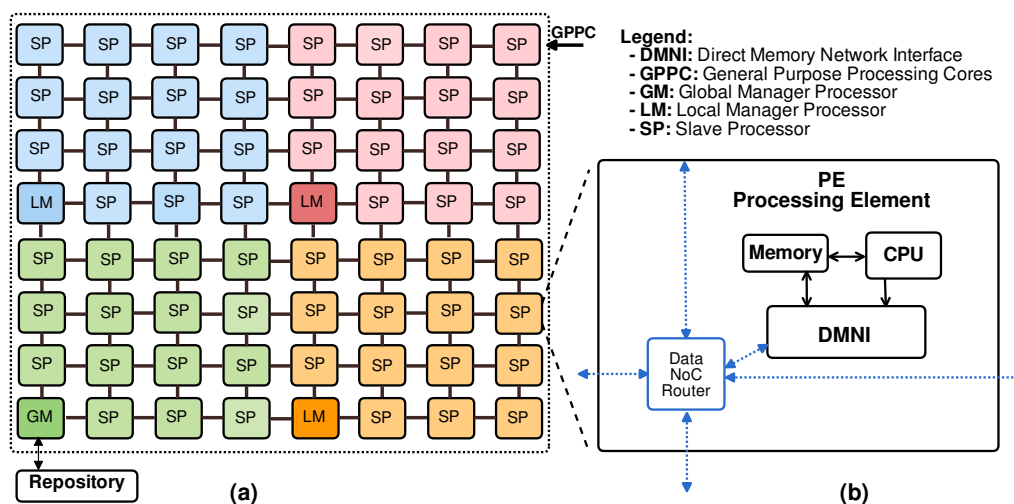 SP SP SP SP SP SP SP SP
GPPC
SP SP SP SP SP SP SP SP
SP SP SP SP SP SP SP SP
LM SP SP SP LM SP SP SP
SP SP SP SP SP SP SP SP
SP SP SP SP SP SP SP SP
SP SP SP SP SP SP SP SP
GM SP SP SP LM SP SP SP
Repository
(a)
Legend:
- DMNI: Direct Memory Network Interface
- GPPC: General Purpose Processing Cores
- GM: Global Manager Processor
- LM: Local Manager Processor
- SP: Slave Processor
PE
Processing Element
Memory
CPU
DMNI
Data
NoC
Router
(b)